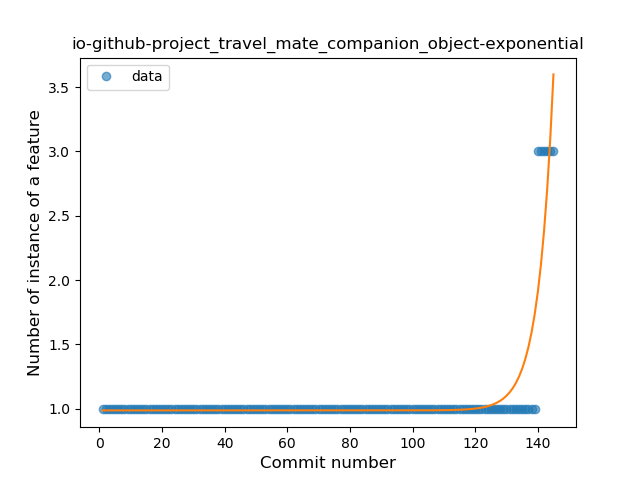 io-github-project_travel_mate_companion_object-exponential
data
Number of instance of a feature
3.5
3.0
2.5
2.0
1.5
1.0
0 20 40 60 80 100 120 140
Commit number